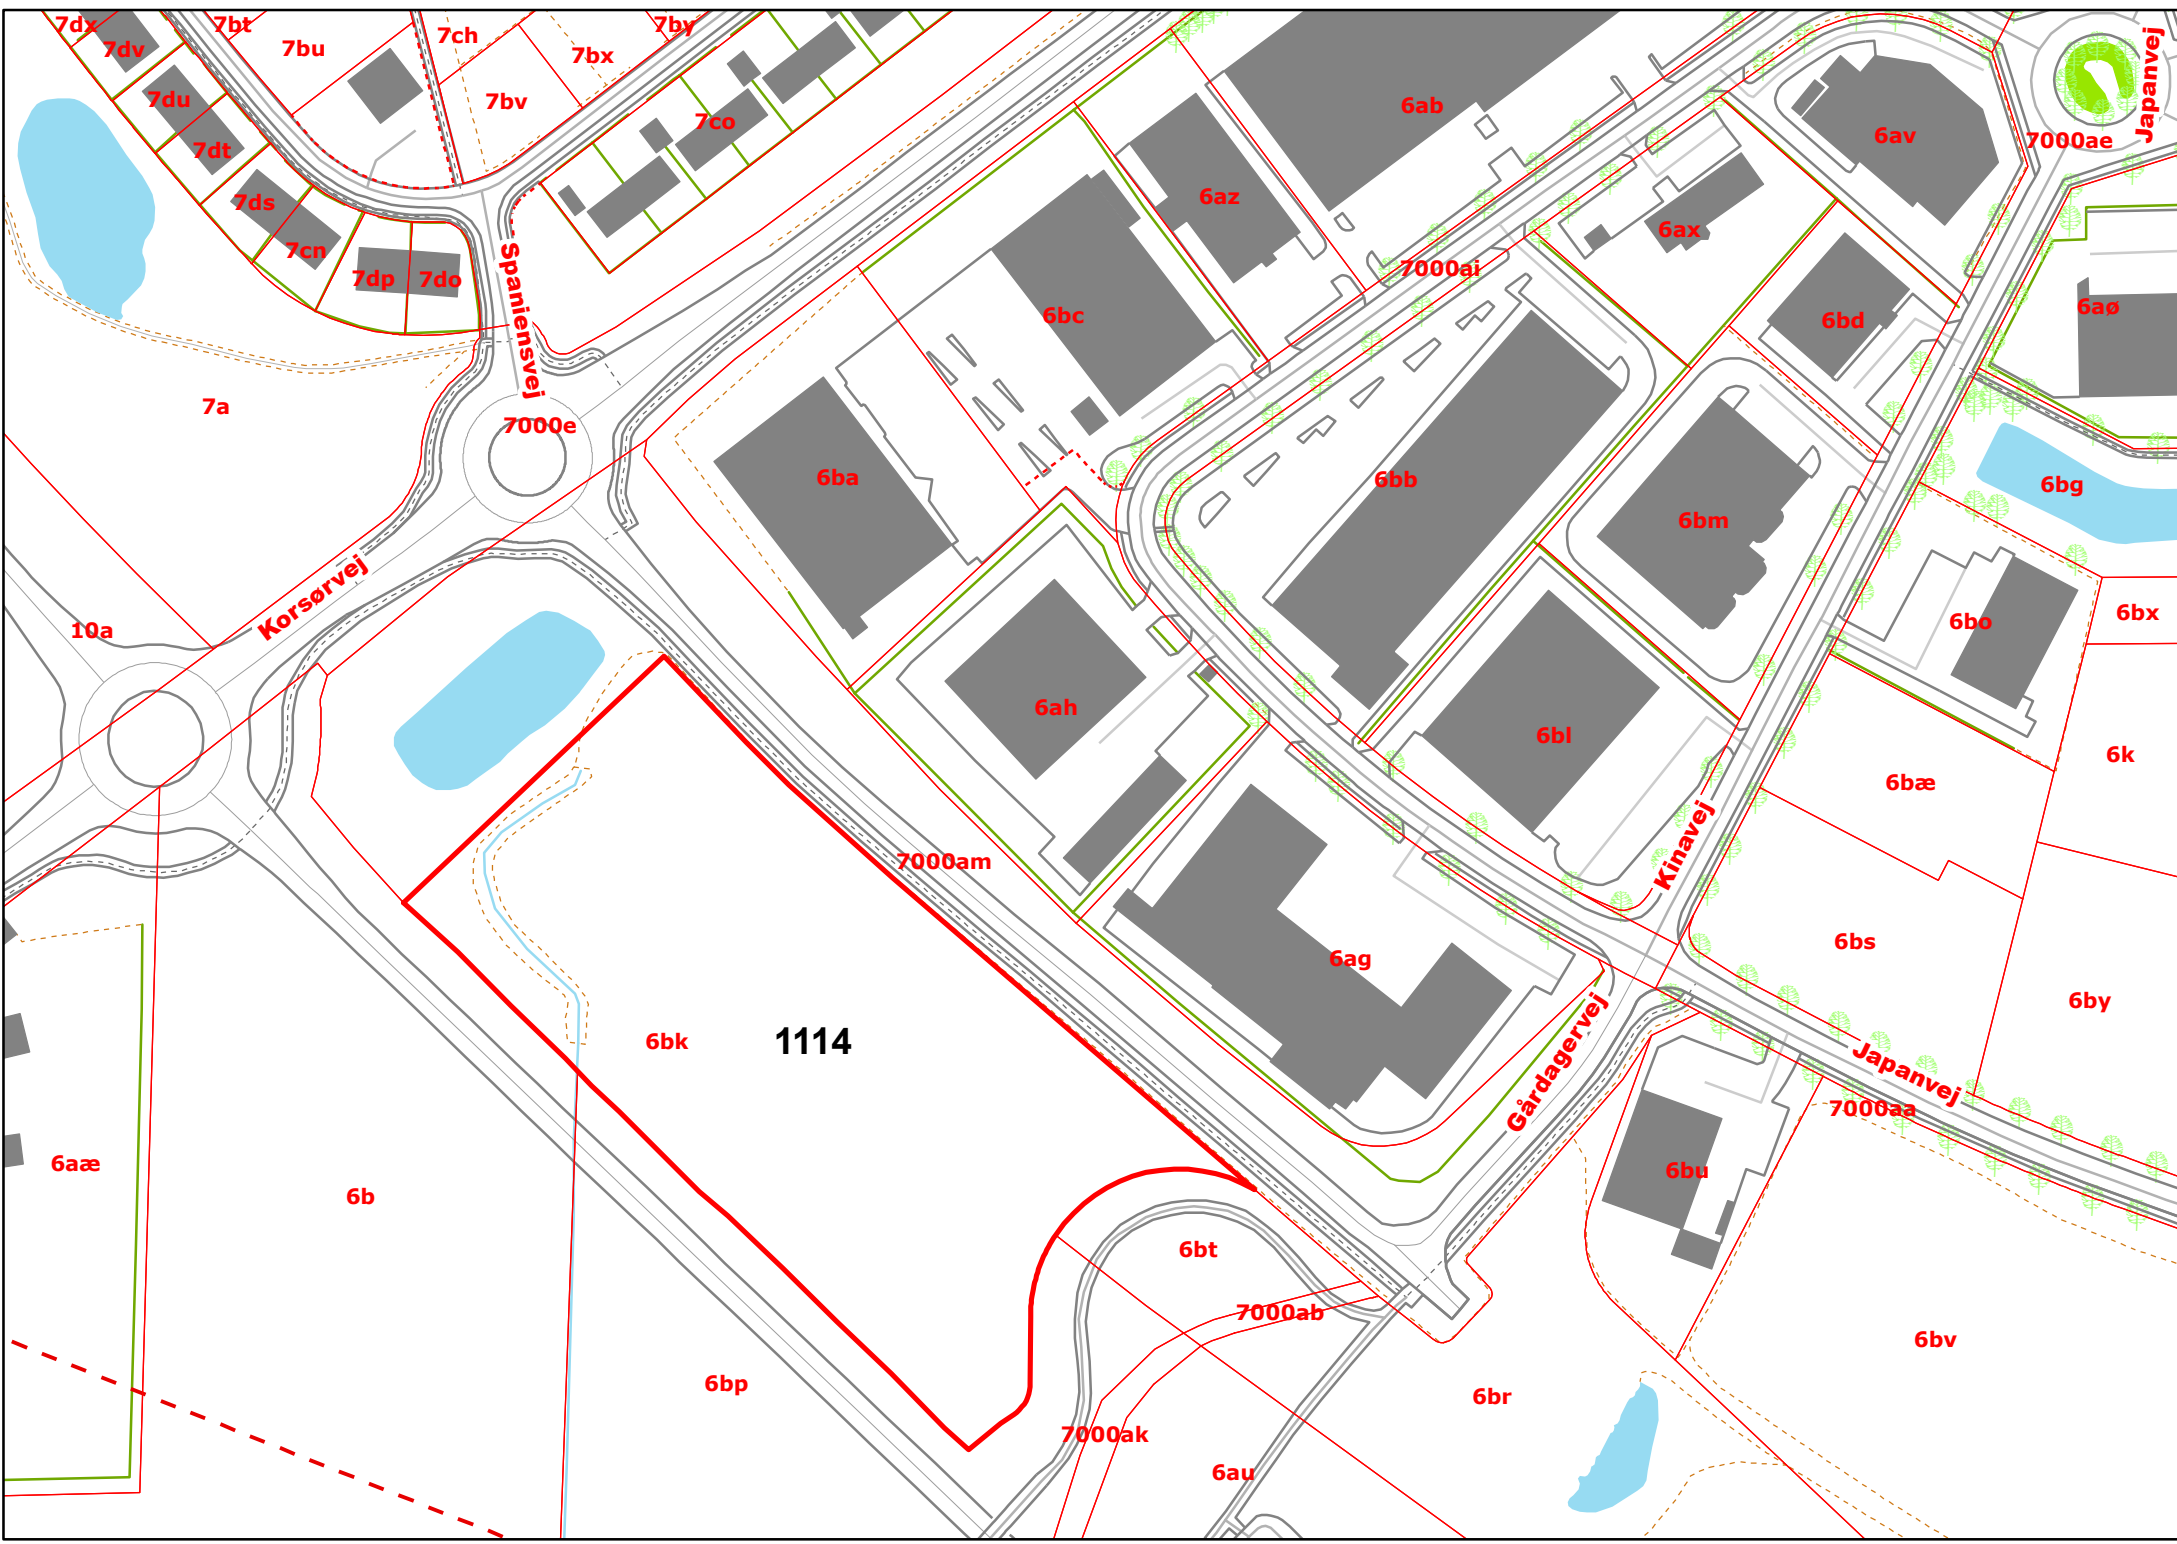 7dx
7bt
7ch
7by
Japanvej
7dv
7bu
7bx
7du
7bv
7co
6ab
6av
7000ae
7dt
6az
7ds
6ax
7cn
Spaniensvej
7000ai
7dp
7do
6bc
6bd
6aø
7a
7000e
6ba
6bb
6bg
6bm
Korsørvej
10a
6bo
6bx
6ah
6bl
6k
6bæ
Kinavej
7000am
6bs
6ag
6by
6bk
1114
Gårdagervej
Japanvej
7000aa
6aæ
6bu
6b
6bt
7000ab
6bv
6bp
6br
7000ak
6au